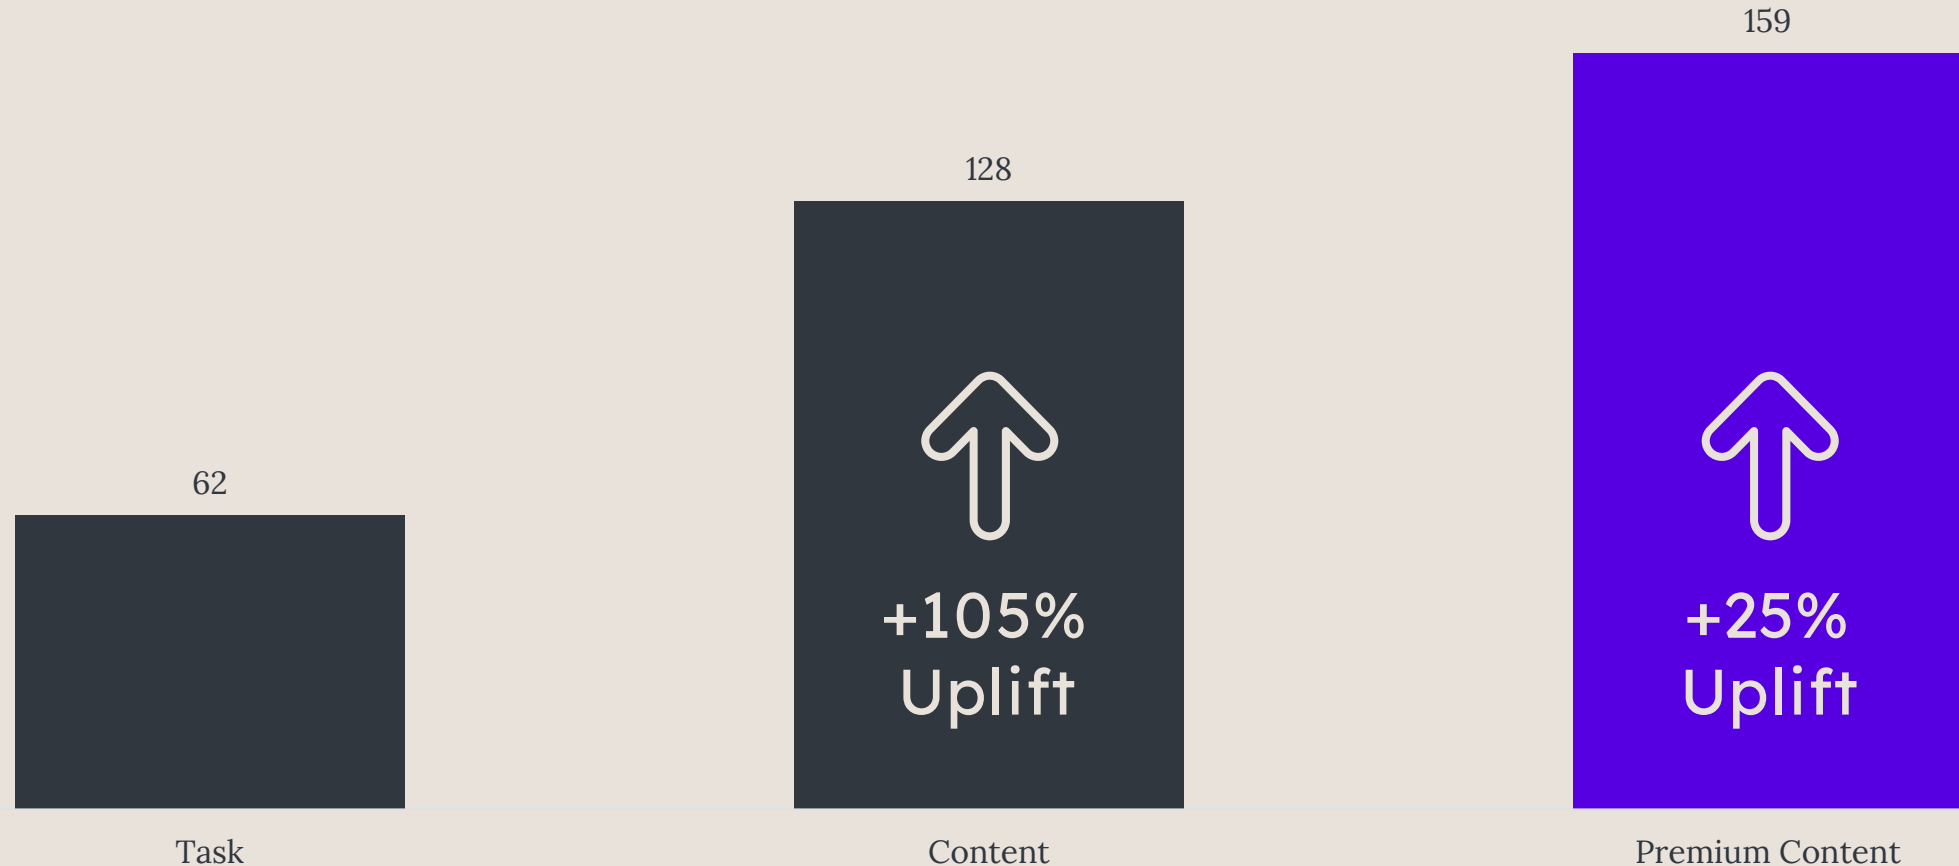 159
128
62
+105%
Uplift
+25%
Uplift
Task
Content
Premium Content